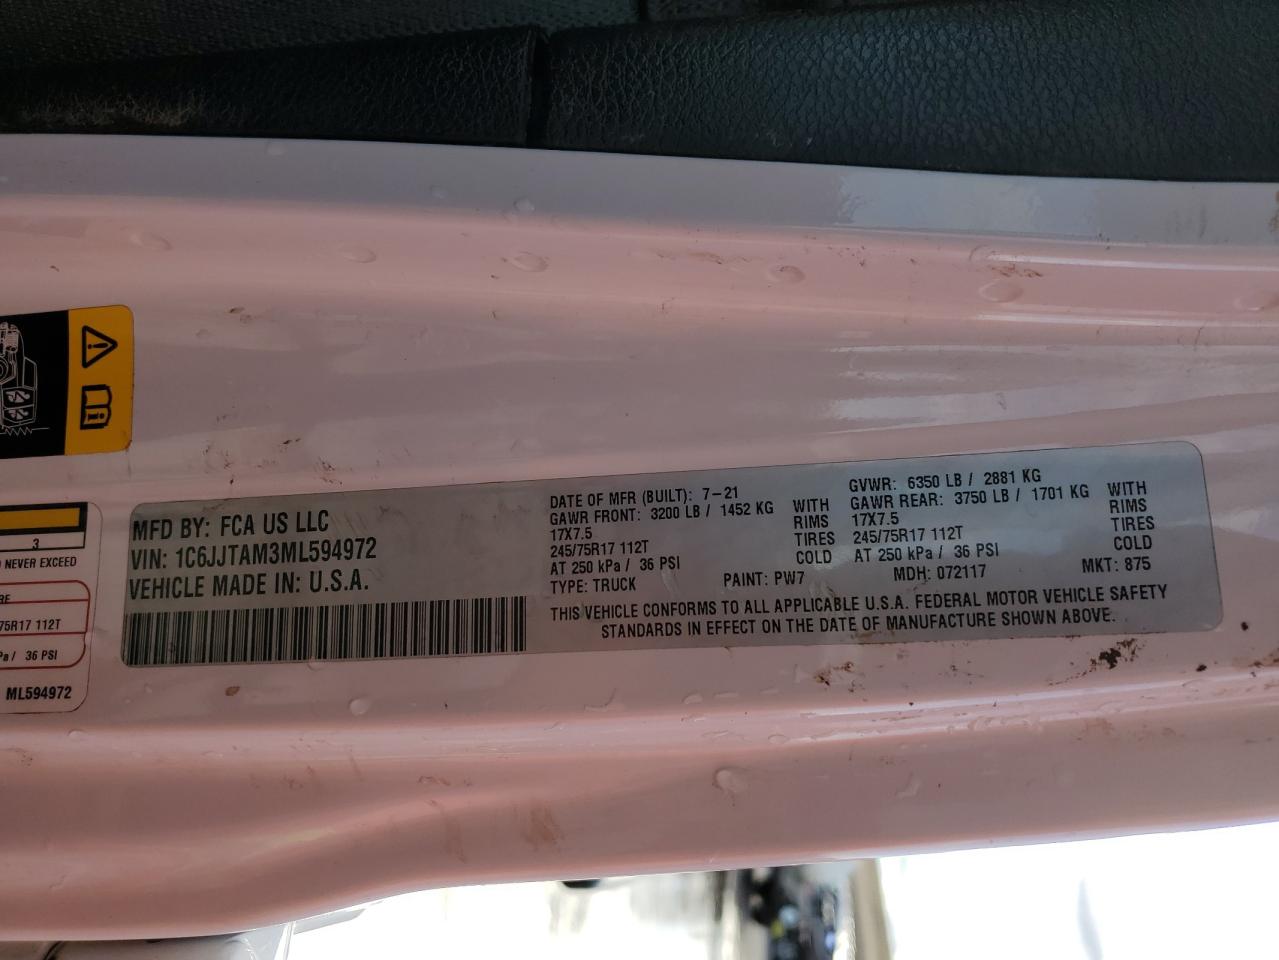 MFD BY: FCA US LLC
VIN: 1C6JJTAM3ML594972
VEHICLE MADE IN: U.S.A.
DATE OF MFR (BUILT): 7-21
GAWR FRONT: 3200 LB / 1452 KG WITH
17X7.5 RIMS
245/75R17 112T TIRES
AT 250 kPa / 36 PSI COLD
TYPE: TRUCK PAINT: PW7
GVWR: 6350 LB / 2881 KG
GAWR REAR: 3750 LB / 1701 KG WITH
17X7.5 RIMS
245/75R17 112T TIRES
AT 250 kPa / 36 PSI COLD
MDH: 072117 MKT: 875
THIS VEHICLE CONFORMS TO ALL APPLICABLE U.S.A. FEDERAL MOTOR VEHICLE SAFETY
STANDARDS IN EFFECT ON THE DATE OF MANUFACTURE SHOWN ABOVE.
3
NEVER EXCEED
75R17 112T
/ 36 PSI
ML594972